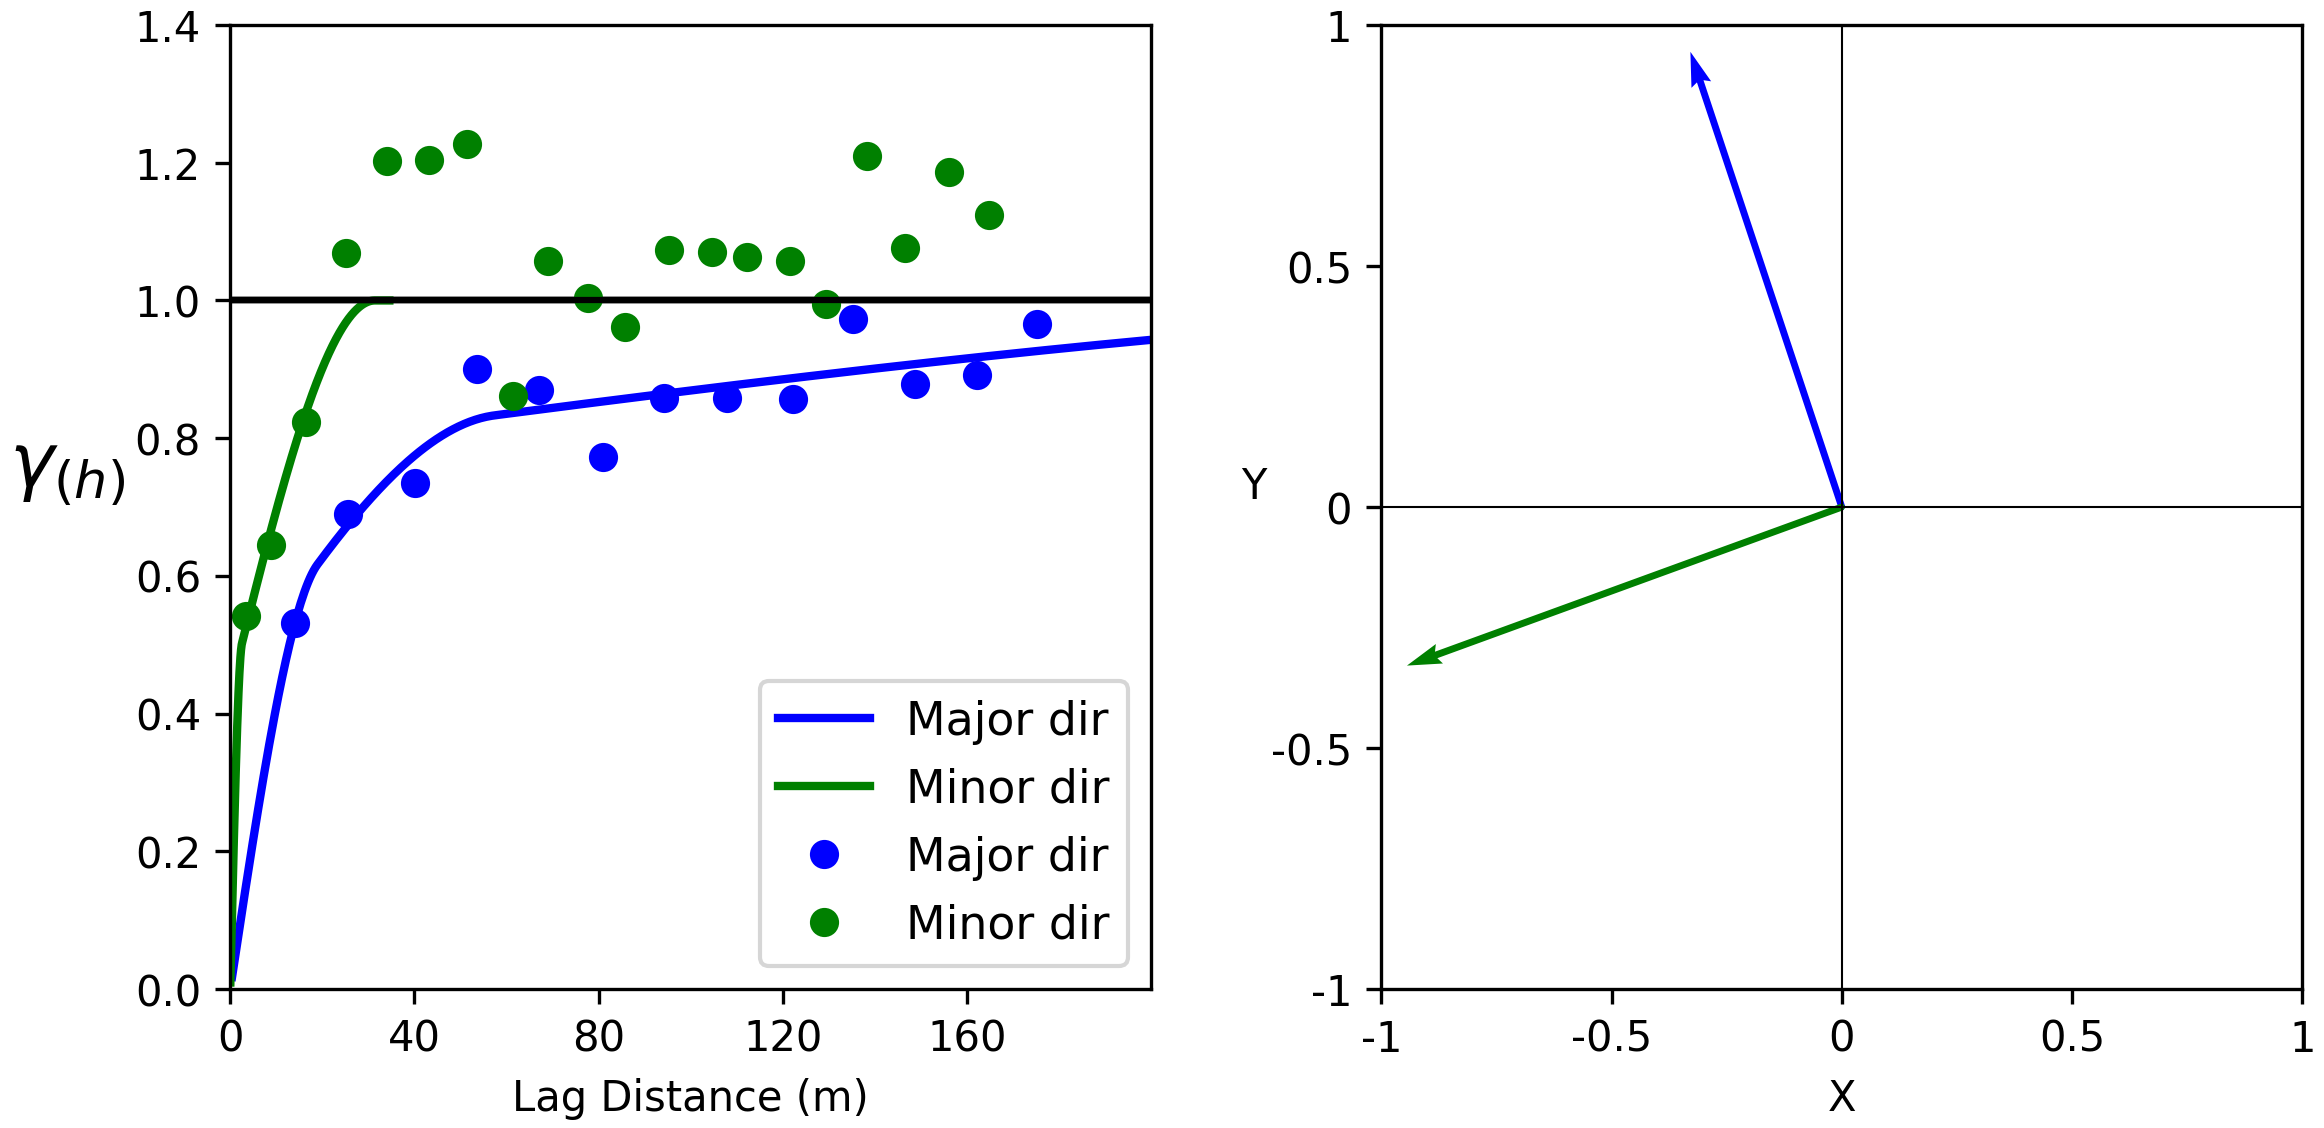 1.4
1.2
1.0
0.8
0.6
0.4
0.2
0.0
γ(h)
0 40 80 120 160
Lag Distance (m)
Major dir
Minor dir
Major dir
Minor dir
1
0.5
0
-0.5
-1
Y
-1 -0.5 0 0.5 1
X